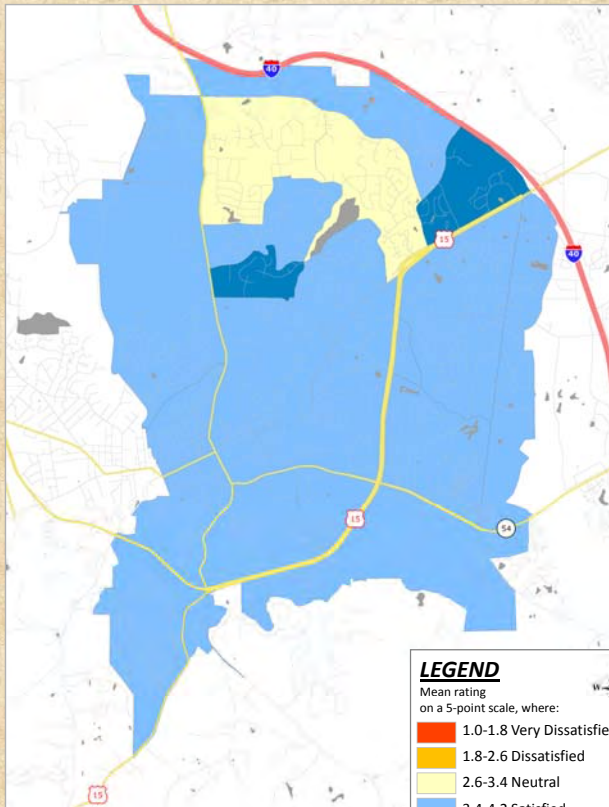 40
15
40
15
54
LEGEND
Mean rating
on a 5-point scale, where:
W
1.0-1.8 Very Dissatisfie
1.8-2.6 Dissatisfied
2.6-3.4 Neutral
15